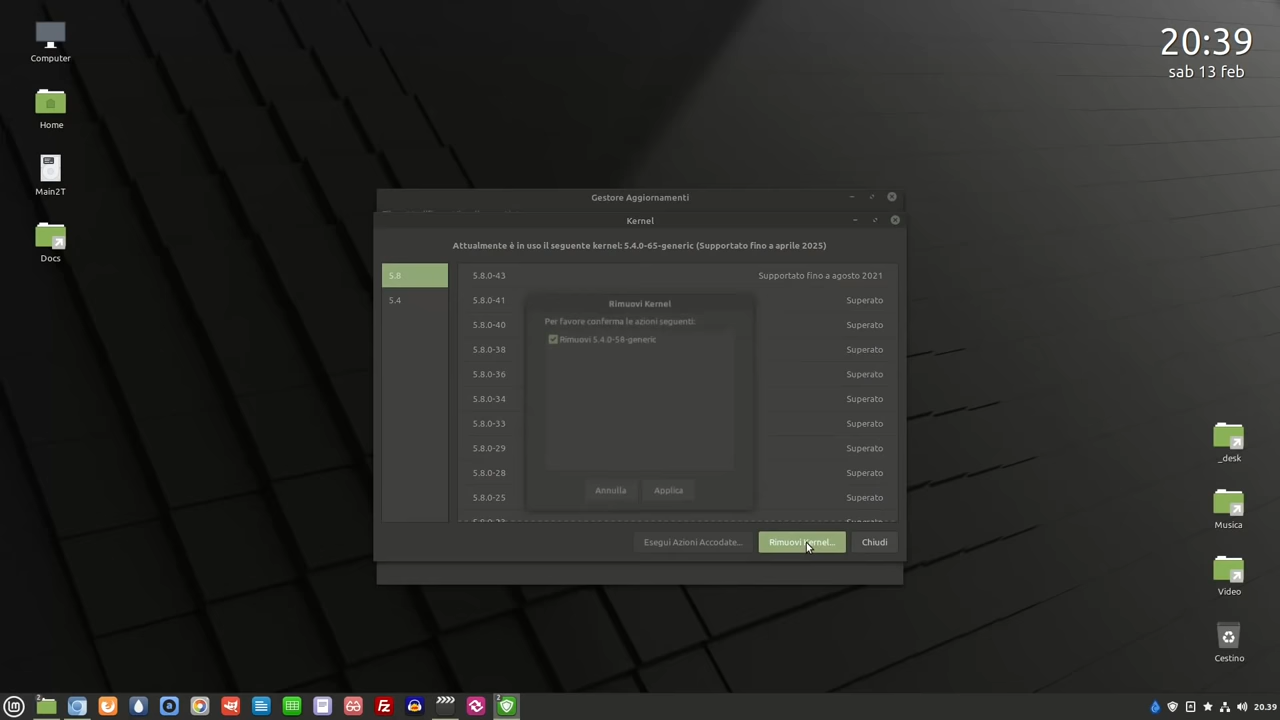 Computer
Home
Main2T
Docs
20:39
sab 13 feb
Gestore Aggiornamenti
Kernel
Attualmente è in uso il seguente kernel: 5.4.0-65-generic (Supportato fino a aprile 2025)
5.8
5.4
5.8.0-43 Supportato fino a agosto 2021
5.8.0-41 Superato
5.8.0-40 Superato
5.8.0-38 Superato
5.8.0-36 Superato
5.8.0-34 Superato
5.8.0-33 Superato
5.8.0-29 Superato
5.8.0-28 Superato
5.8.0-25 Superato
Rimuovi Kernel
Per favore conferma le azioni seguenti:
Rimuovi 5.4.0-58-generic
Annulla Applica
Esegui Azioni Accodate... Rimuovi Kernel... Chiudi
_desk
Musica
Video
Cestino
2
2
20.39